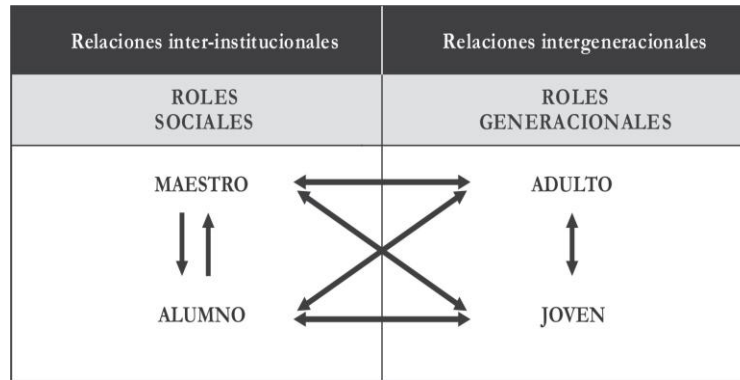 Relaciones inter-institucionales
Relaciones intergeneracionales
ROLES
SOCIALES
ROLES
GENERACIONALES
MAESTRO
ADULTO
ALUMNO
JOVEN